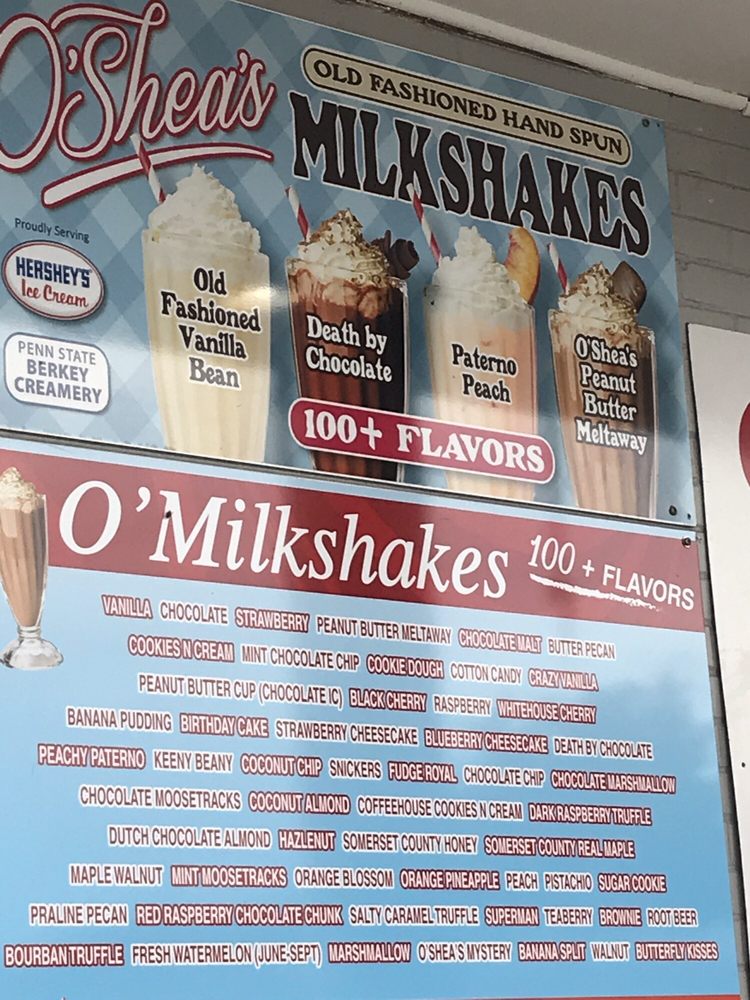 O'Shea's
OLD FASHIONED HAND SPUN
MILKSHAKES
Proudly Serving
HERSHEY'S
Ice Cream
PENN STATE
BERKEY
CREAMERY
Old
Fashioned
Vanilla
Bean
Death by
Chocolate
Paterno
Peach
O'Shea's
Peanut
Butter
Meltaway
100+ FLAVORS
O'Milkshakes 100 + FLAVORS
VANILLA CHOCOLATE STRAWBERRY PEANUT BUTTER MELTAWAY CHOCOLATE MALT BUTTER PECAN
COOKIES N CREAM MINT CHOCOLATE CHIP COOKIE DOUGH COTTON CANDY CRAZY VANILLA
PEANUT BUTTER CUP (CHOCOLATE IC) BLACK CHERRY RASPBERRY WHITEHOUSE CHERRY
BANANA PUDDING BIRTHDAY CAKE STRAWBERRY CHEESECAKE BLUEBERRY CHEESECAKE DEATH BY CHOCOLATE
PEACHY PATERNO KEENY BEANY COCONUT CHIP SNICKERS FUDGE ROYAL CHOCOLATE CHIP CHOCOLATE MARSHMALLOW
CHOCOLATE MOOSETRACKS COCONUT ALMOND COFFEEHOUSE COOKIES N CREAM DARK RASPBERRY TRUFFLE
DUTCH CHOCOLATE ALMOND HAZLENUT SOMERSET COUNTY HONEY SOMERSET COUNTY REAL MAPLE
MAPLE WALNUT MINT MOOSETRACKS ORANGE BLOSSOM ORANGE PINEAPPLE PEACH PISTACHIO SUGAR COOKIE
PRALINE PECAN RED RASPBERRY CHOCOLATE CHUNK SALTY CARAMEL TRUFFLE SUPERMAN TEABERRY BROWNIE ROOT BEER
BOURBAN TRUFFLE FRESH WATERMELON (JUNE-SEPT) MARSHMALLOW O'SHEA'S MYSTERY BANANA SPLIT WALNUT BUTTERFLY KISSES